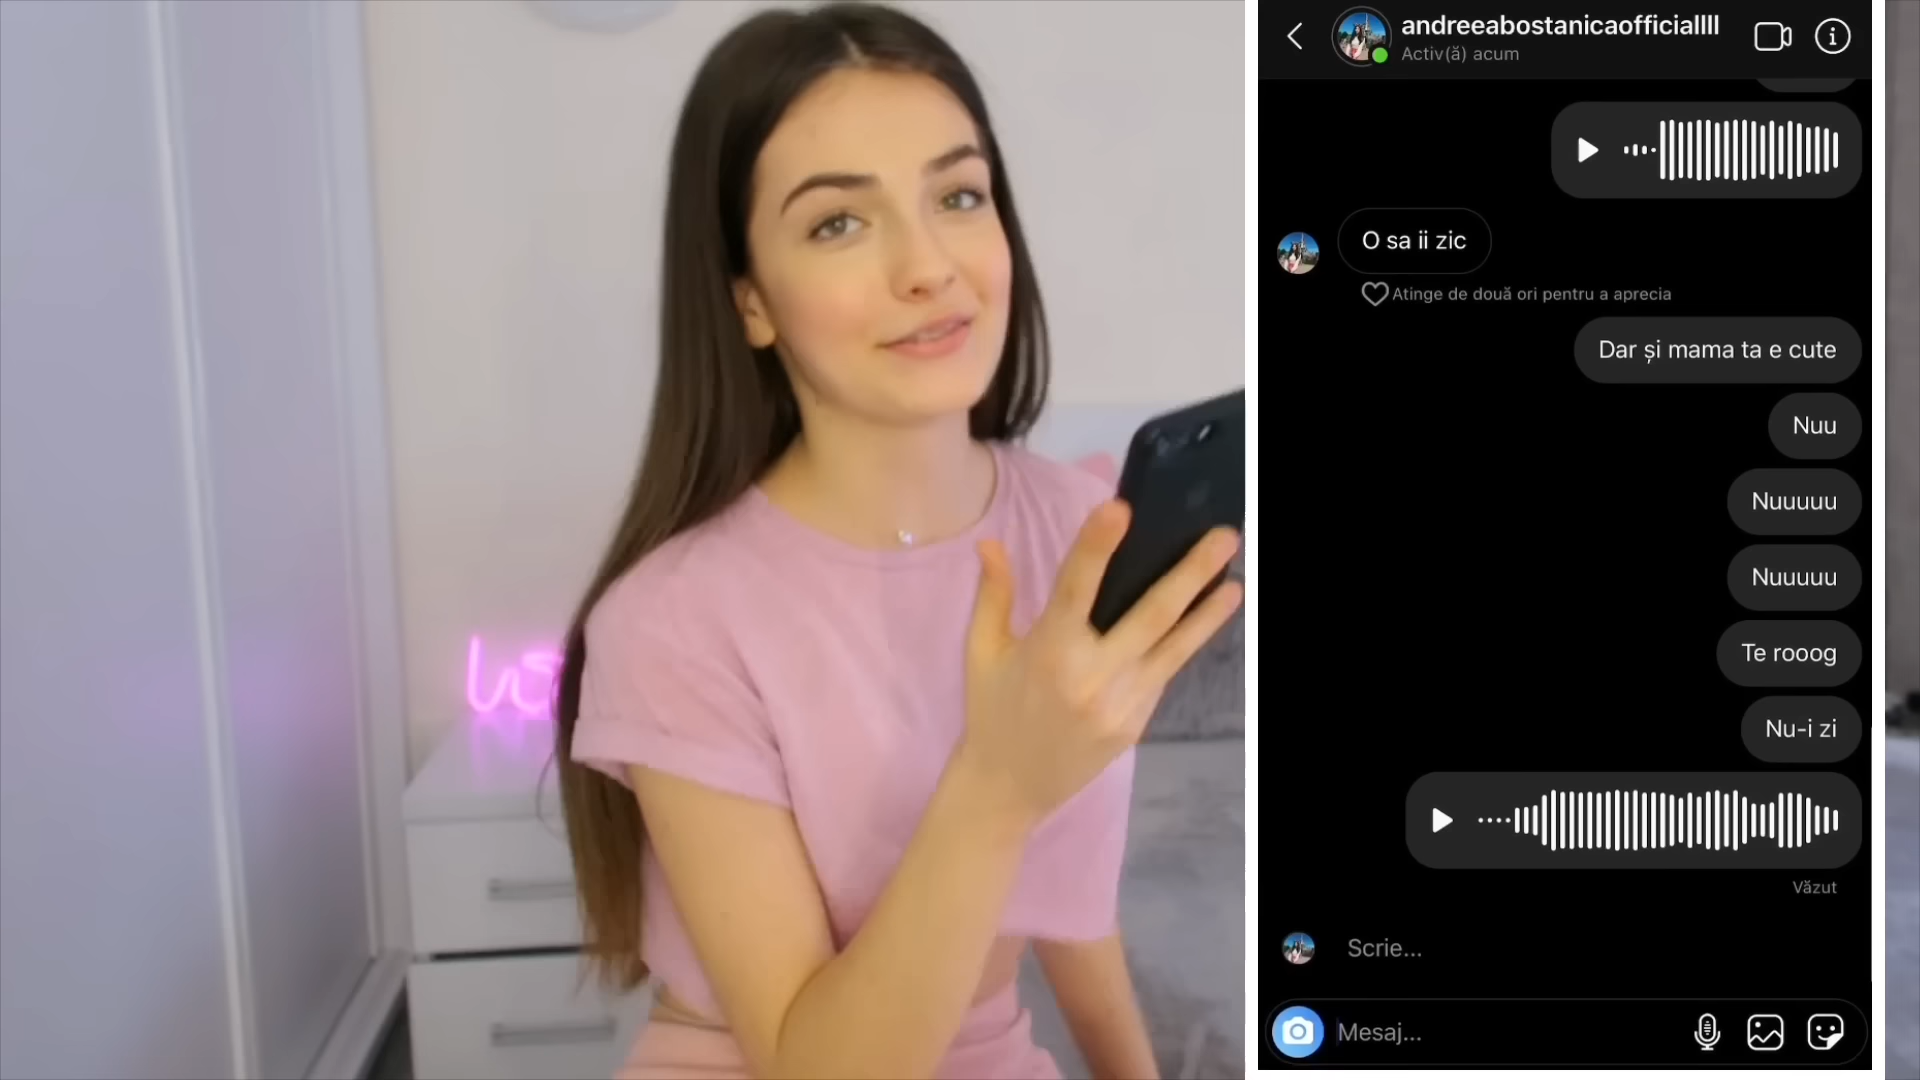 andreeabostanicaofficiallll
Activ(ă) acum
O sa ii zic
Atinge de două ori pentru a aprecia
Dar și mama ta e cute
Nuu
Nuuuuu
Nuuuuu
Te rooog
Nu-i zi
Văzut
Scrie...
Mesaj...